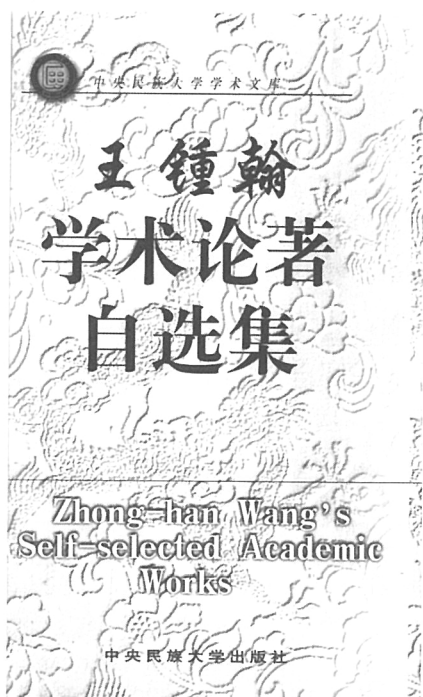 中央民族大学学术文库
王锺翰
学术论著
自选集
Zhong-han Wang's
Self-selected Academic
Works
中央民族大学出版社